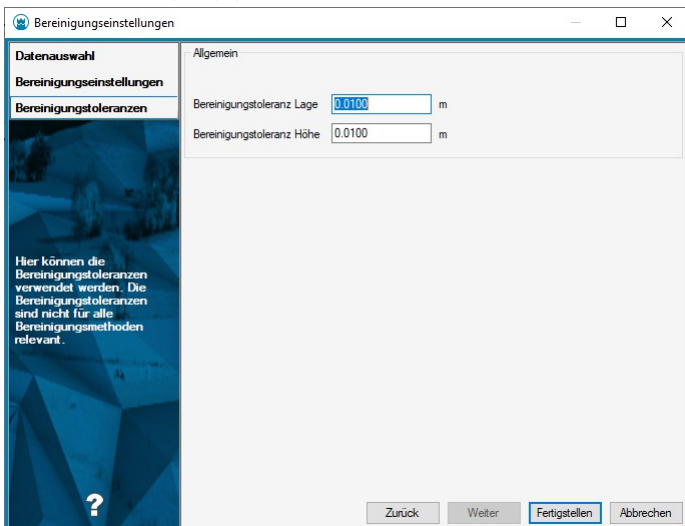 Bereinigungseinstellungen
Datenauswahl
Bereinigungseinstellungen
Bereinigungstoleranzen
Hier können die
Bereinigungstoleranzen
verwendet werden. Die
Bereinigungstoleranzen
sind nicht für alle
Bereinigungsmethoden
relevant.
?
Allgemein
Bereinigungstoleranz Lage 0.0100 m
Bereinigungstoleranz Höhe 0.0100 m
Zurück Weiter Fertigstellen Abbrechen